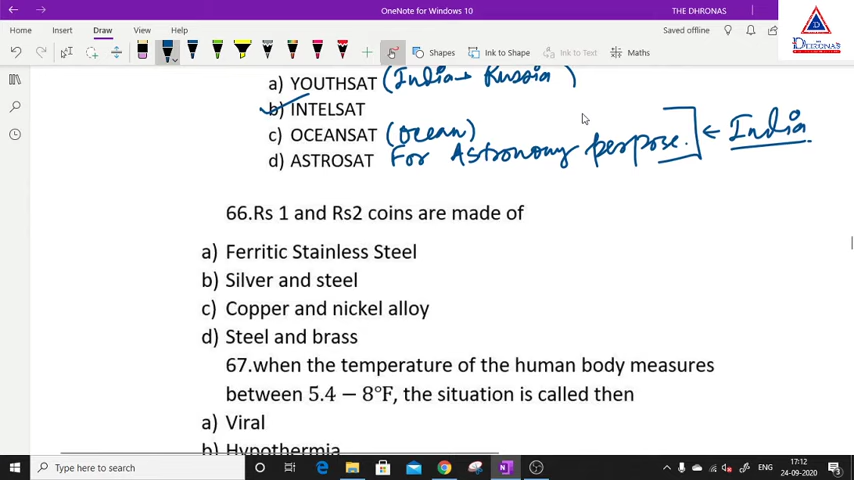 OneNote for Windows 10
THE DHRONAS
Home Insert Draw View Help
Saved offline
Shapes Ink to Shape Ink to Text Maths
D
DHRONAS
a) YOUTHSAT (India + Russia)
b) INTELSAT
c) OCEANSAT (Ocean)
d) ASTROSAT For Astronomy perpose. ← India
66.Rs 1 and Rs2 coins are made of
a) Ferritic Stainless Steel
b) Silver and steel
c) Copper and nickel alloy
d) Steel and brass
67.when the temperature of the human body measures
between 5.4 − 8°F, the situation is called then
a) Viral
b) Hypothermia
Type here to search
ENG
17:12
24-09-2020